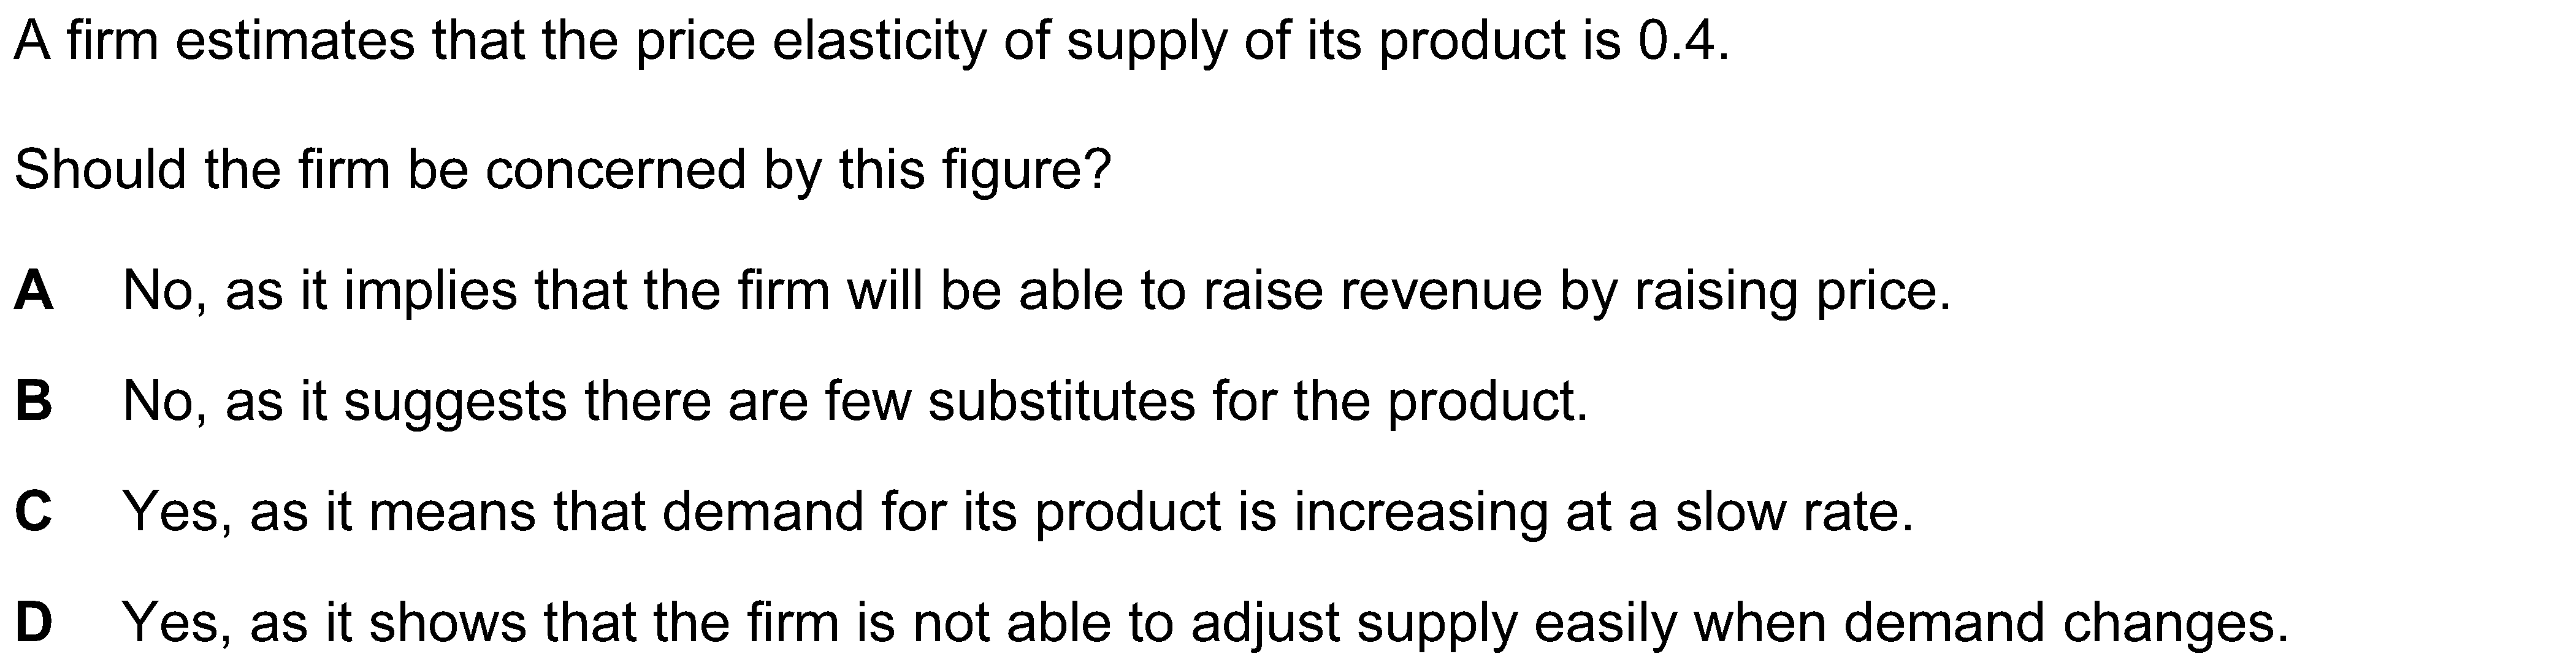 A firm estimates that the price elasticity of supply of its product is 0.4.
Should the firm be concerned by this figure?
A No, as it implies that the firm will be able to raise revenue by raising price.
B No, as it suggests there are few substitutes for the product.
C Yes, as it means that demand for its product is increasing at a slow rate.
D Yes, as it shows that the firm is not able to adjust supply easily when demand changes.